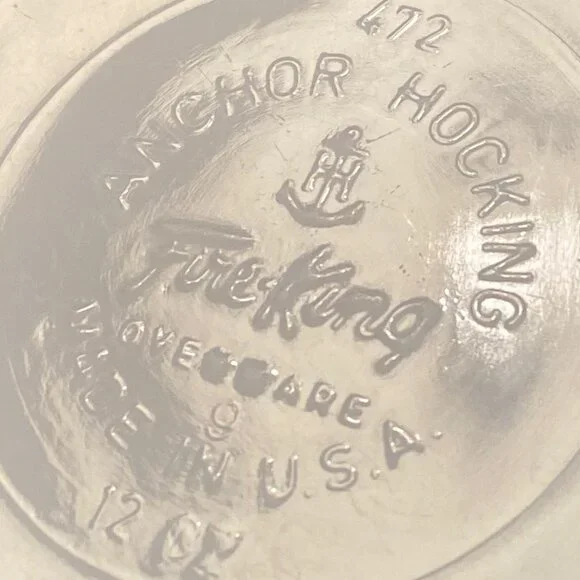 472
ANCHOR HOCKING
Fire-King
OVENWARE
9
MADE IN U.S.A.
12 OZ